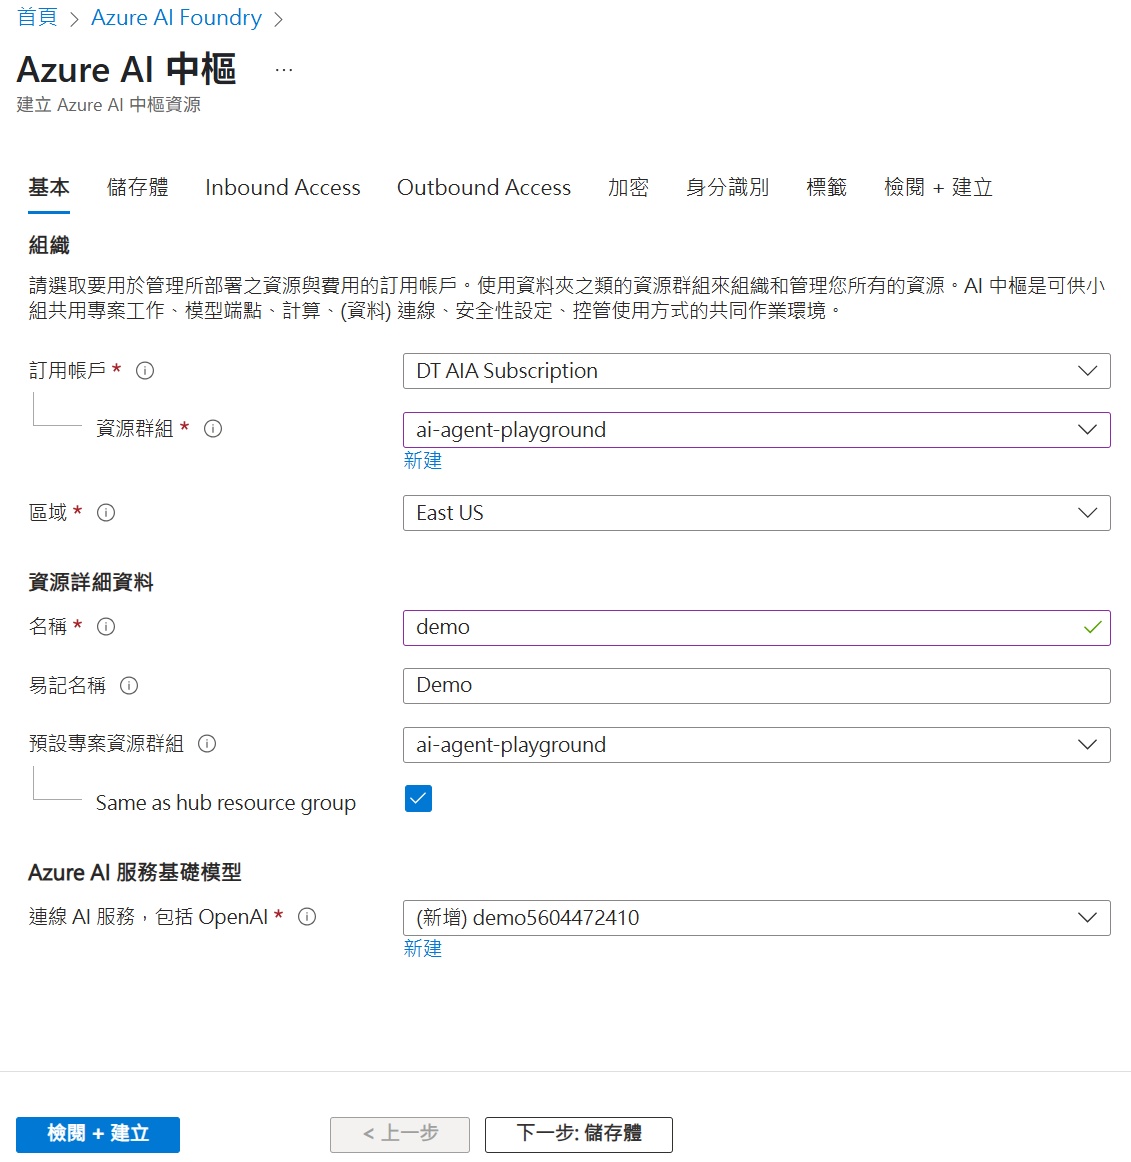 首頁 > Azure AI Foundry >
Azure AI 中樞 ...
建立 Azure AI 中樞資源
基本 儲存體 Inbound Access Outbound Access 加密 身分識別 標籤 檢閱 + 建立
組織
請選取要用於管理所部署之資源與費用的訂用帳戶。使用資料夾之類的資源群組來組織和管理您所有的資源。AI 中樞是可供小
組共用專案工作、模型端點、計算、(資料) 連線、安全性設定、控管使用方式的共同作業環境。
訂用帳戶 * DT AIA Subscription
資源群組 * ai-agent-playground
新建
區域 * East US
資源詳細資料
名稱 * demo
易記名稱 Demo
預設專案資源群組 ai-agent-playground
Same as hub resource group
Azure AI 服務基礎模型
連線 AI 服務，包括 OpenAI * (新增) demo5604472410
新建
檢閱 + 建立 < 上一步 下一步: 儲存體